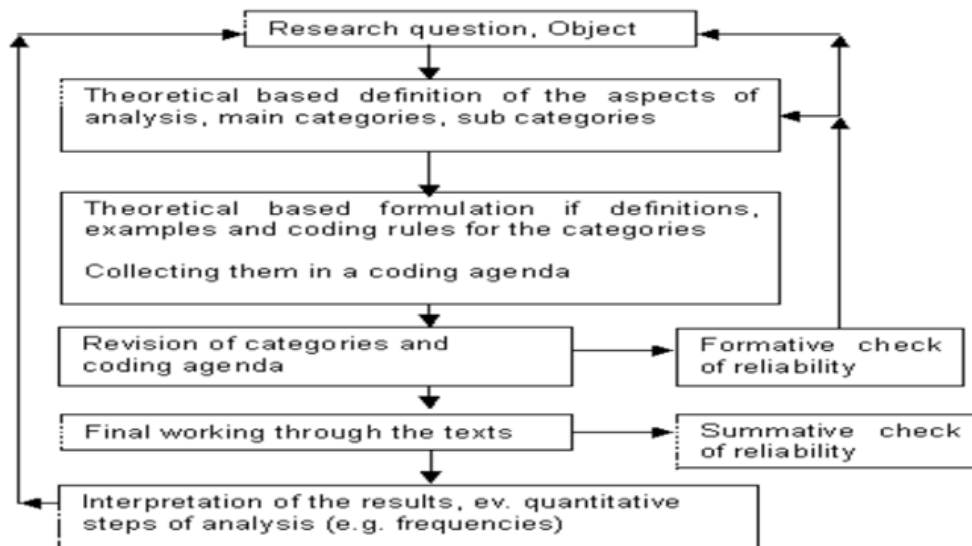 Research question, Object
Theoretical based definition of the aspects of
analysis, main categories, sub categories
Theoretical based formulation if definitions,
examples and coding rules for the categories
Collecting them in a coding agenda
Revision of categories and
coding agenda
Formative check
of reliability
Final working through the texts
Summative check
of reliability
Interpretation of the results, ev. quantitative
steps of analysis (e.g. frequencies)